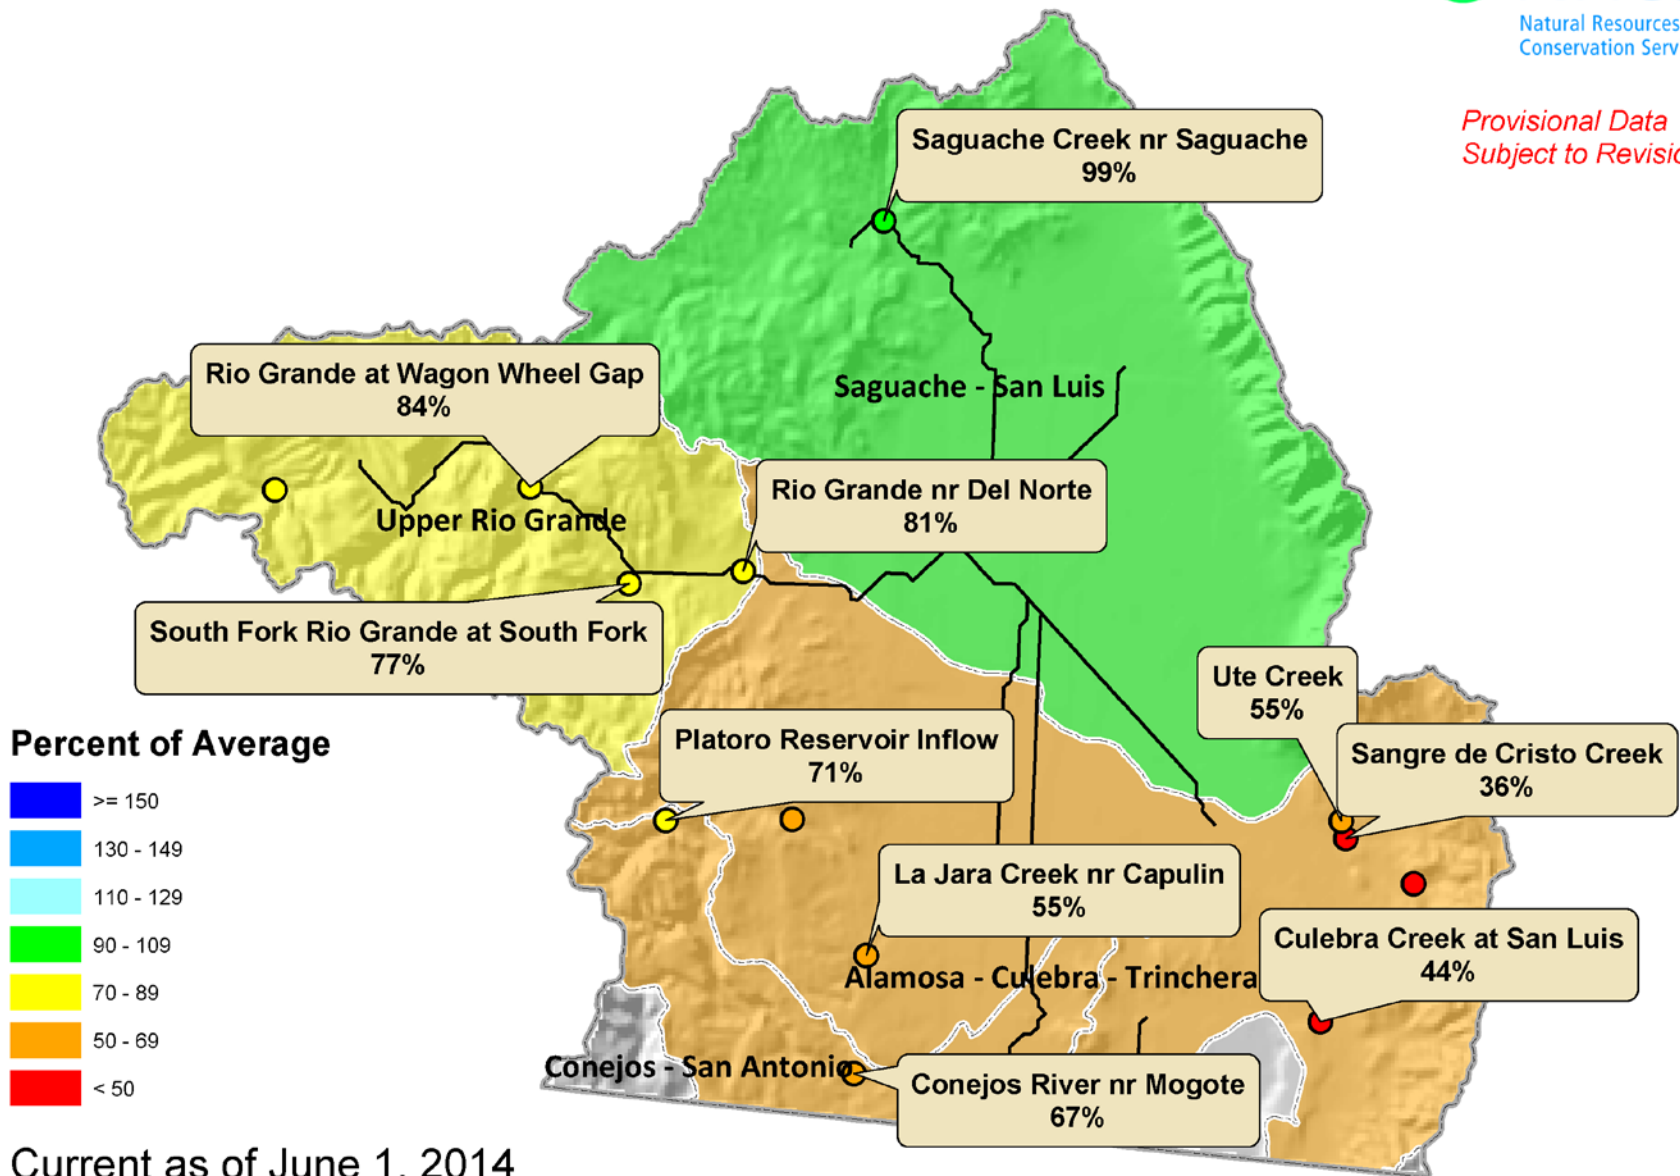 Natural Resources
Conservation Serv
Provisional Data
Subject to Revisio
Saguache Creek nr Saguache
99%
Rio Grande at Wagon Wheel Gap
84%
Saguache - San Luis
Rio Grande nr Del Norte
81%
Upper Rio Grande
South Fork Rio Grande at South Fork
77%
Ute Creek
55%
Platoro Reservoir Inflow
71%
Sangre de Cristo Creek
36%
La Jara Creek nr Capulin
55%
Culebra Creek at San Luis
44%
Alamosa - Culebra - Trinchera
Conejos - San Antonio
Conejos River nr Mogote
67%
Percent of Average
>= 150
130 - 149
110 - 129
90 - 109
70 - 89
50 - 69
< 50
Current as of June 1, 2014